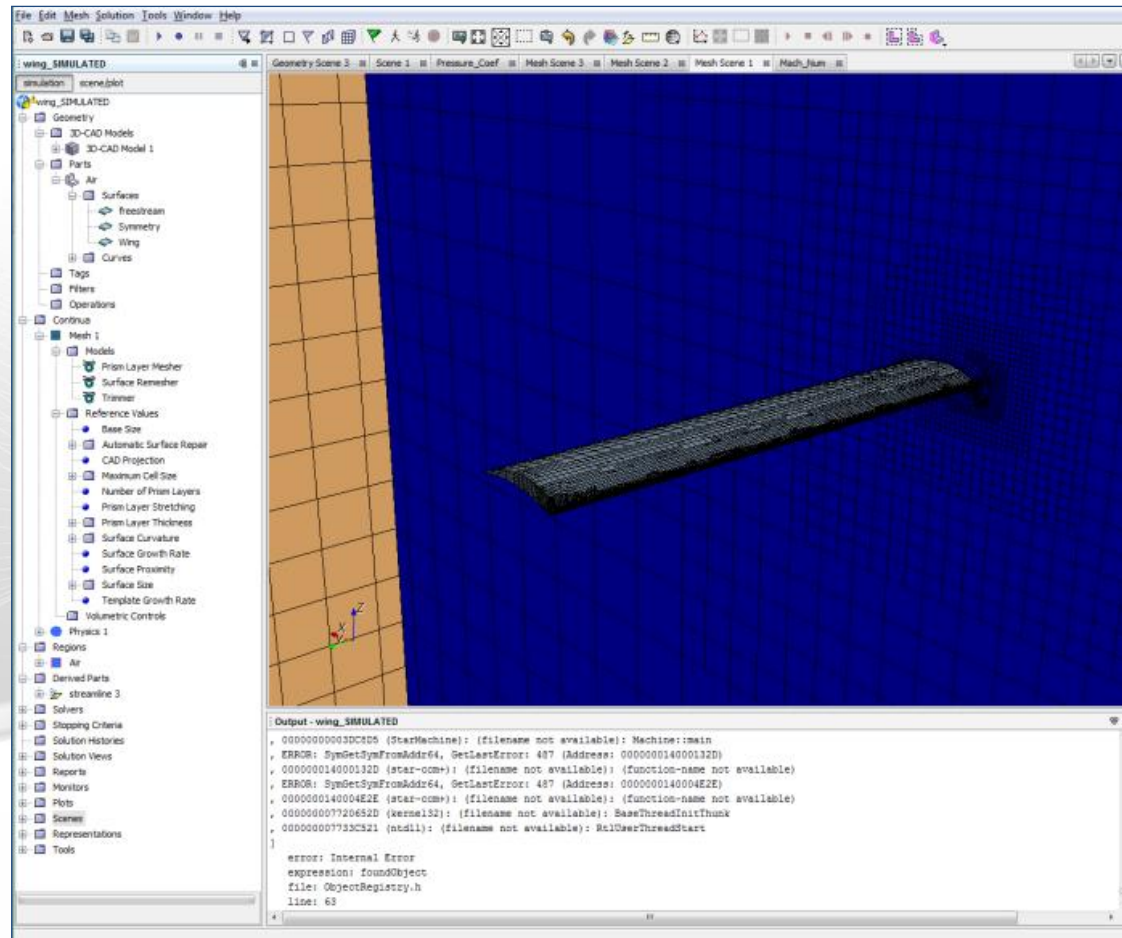 File Edit Mesh Solution Tools Window Help
wing_SIMULATED
simulation scene/plot
wing_SIMULATED
Geometry
3D-CAD Models
3D-CAD Model 1
Parts
Air
Surfaces
freestream
Symmetry
Wing
Curves
Tags
Filters
Operations
Continua
Mesh 1
Models
Prism Layer Mesher
Surface Remesher
Trimmer
Reference Values
Base Size
Automatic Surface Repair
CAD Projection
Maximum Cell Size
Number of Prism Layers
Prism Layer Stretching
Prism Layer Thickness
Surface Curvature
Surface Growth Rate
Surface Proximity
Surface Size
Template Growth Rate
Volumetric Controls
Physics 1
Regions
Air
Derived Parts
streamline 3
Solvers
Stopping Criteria
Solution Histories
Solution Views
Reports
Monitors
Plots
Scenes
Representations
Tools
Geometry Scene 3 Scene 1 Pressure_Coef Mesh Scene 3 Mesh Scene 2 Mesh Scene 1 Mach_Num
Z
X
Y
Output - wing_SIMULATED
, 00000000003DC8D5 (StarMachine): (filename not available): Machine::main
, ERROR: SymGetSymFromAddr64, GetLastError: 487 (Address: 000000014000132D)
, 000000014000132D (star-ccm+): (filename not available): (function-name not available)
, ERROR: SymGetSymFromAddr64, GetLastError: 487 (Address: 0000000140004E2E)
, 0000000140004E2E (star-ccm+): (filename not available): (function-name not available)
, 000000007720652D (kernel32): (filename not available): BaseThreadInitThunk
, 000000007733C521 (ntdll): (filename not available): RtlUserThreadStart
]
error: Internal Error
expression: foundObject
file: ObjectRegistry.h
line: 63